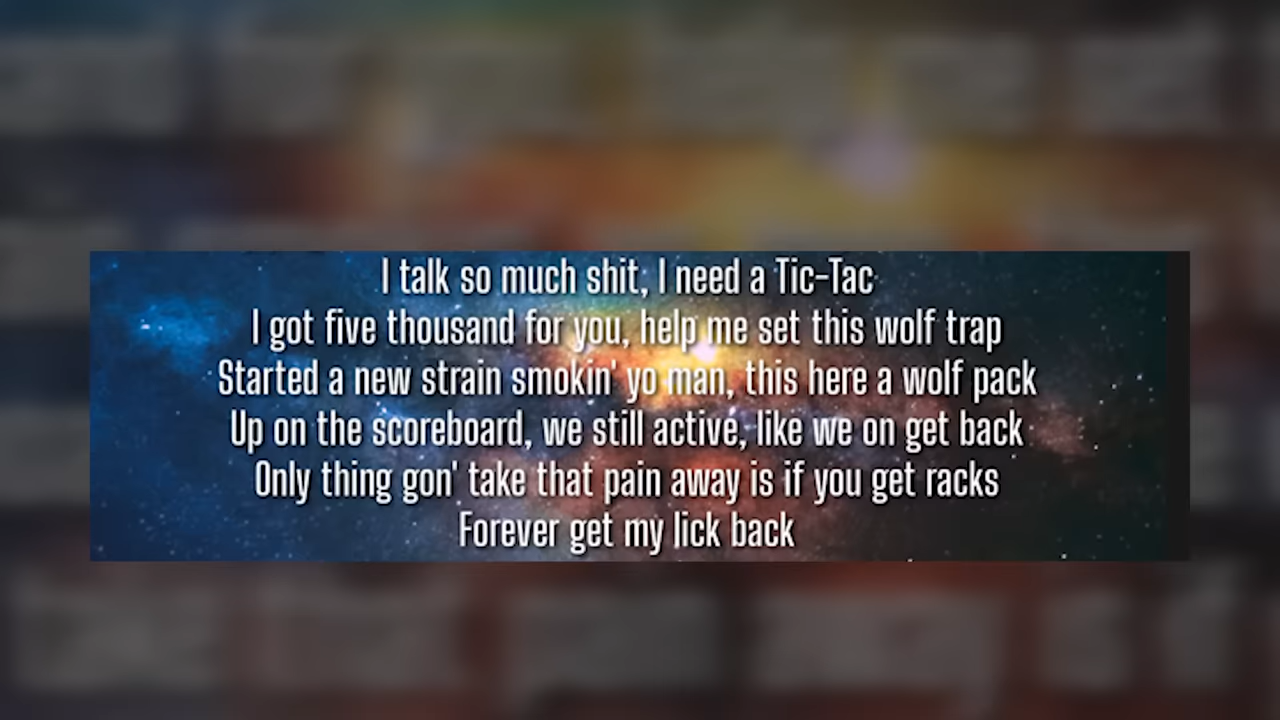 I talk so much shit, I need a Tic-Tac
I got five thousand for you, help me set this wolf trap
Started a new strain smokin' yo man, this here a wolf pack
Up on the scoreboard, we still active, like we on get back
Only thing gon' take that pain away is if you get racks
Forever get my lick back